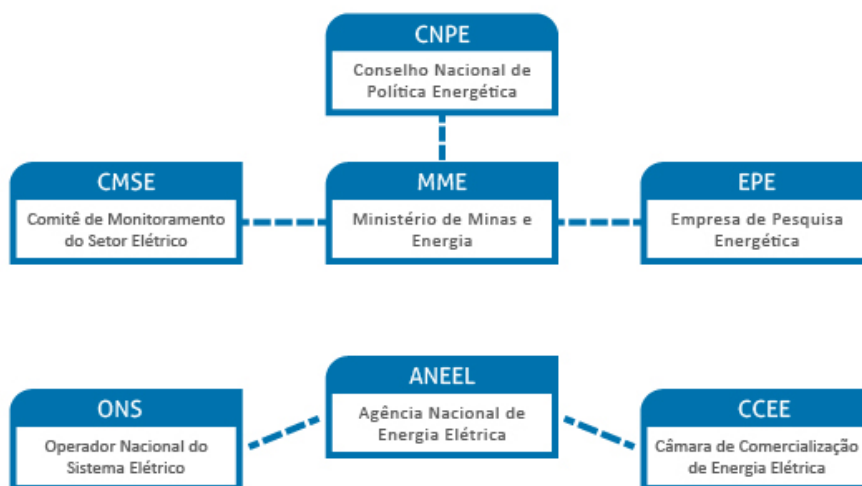 CNPE
Conselho Nacional de
Política Energética
CMSE
Comitê de Monitoramento
do Setor Elétrico
MME
Ministério de Minas e
Energia
EPE
Empresa de Pesquisa
Energética
ONS
Operador Nacional do
Sistema Elétrico
ANEEL
Agência Nacional de
Energia Elétrica
CCEE
Câmara de Comercialização
de Energia Elétrica